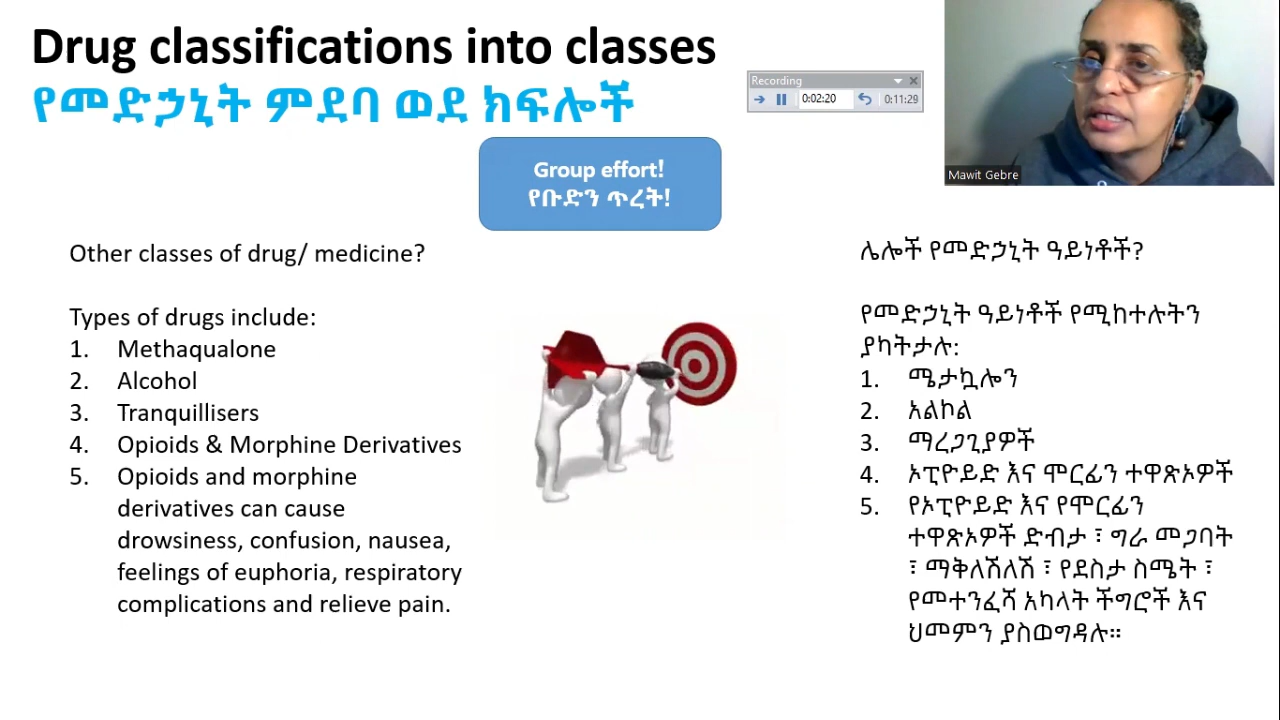 Drug classifications into classes
የመድኃኒት ምደባ ወደ ክፍሎች
Recording
0:02:20
0:11:29
Mawit Gebre
Group effort!
የቡድን ጥረት!
Other classes of drug/ medicine?
Types of drugs include:
1. Methaqualone
2. Alcohol
3. Tranquillisers
4. Opioids & Morphine Derivatives
5. Opioids and morphine
derivatives can cause
drowsiness, confusion, nausea,
feelings of euphoria, respiratory
complications and relieve pain.
ሌሎች የመድኃኒት ዓይነቶች?
የመድኃኒት ዓይነቶች የሚከተሉትን
ያካትታሉ:
1. ሜታኳሎን
2. አልኮል
3. ማረጋጊያዎች
4. ኦፒዮይድ እና ሞርፊን ተዋጽኦዎች
5. የኦፒዮይድ እና የሞርፊን
ተዋጽኦዎች ድብታ ፣ ግራ መጋባት
፣ ማቅለሽለሽ ፣ የደስታ ስሜት ፣
የመተንፈሻ አካላት ችግሮች እና
ህመምን ያስወግዳሉ።